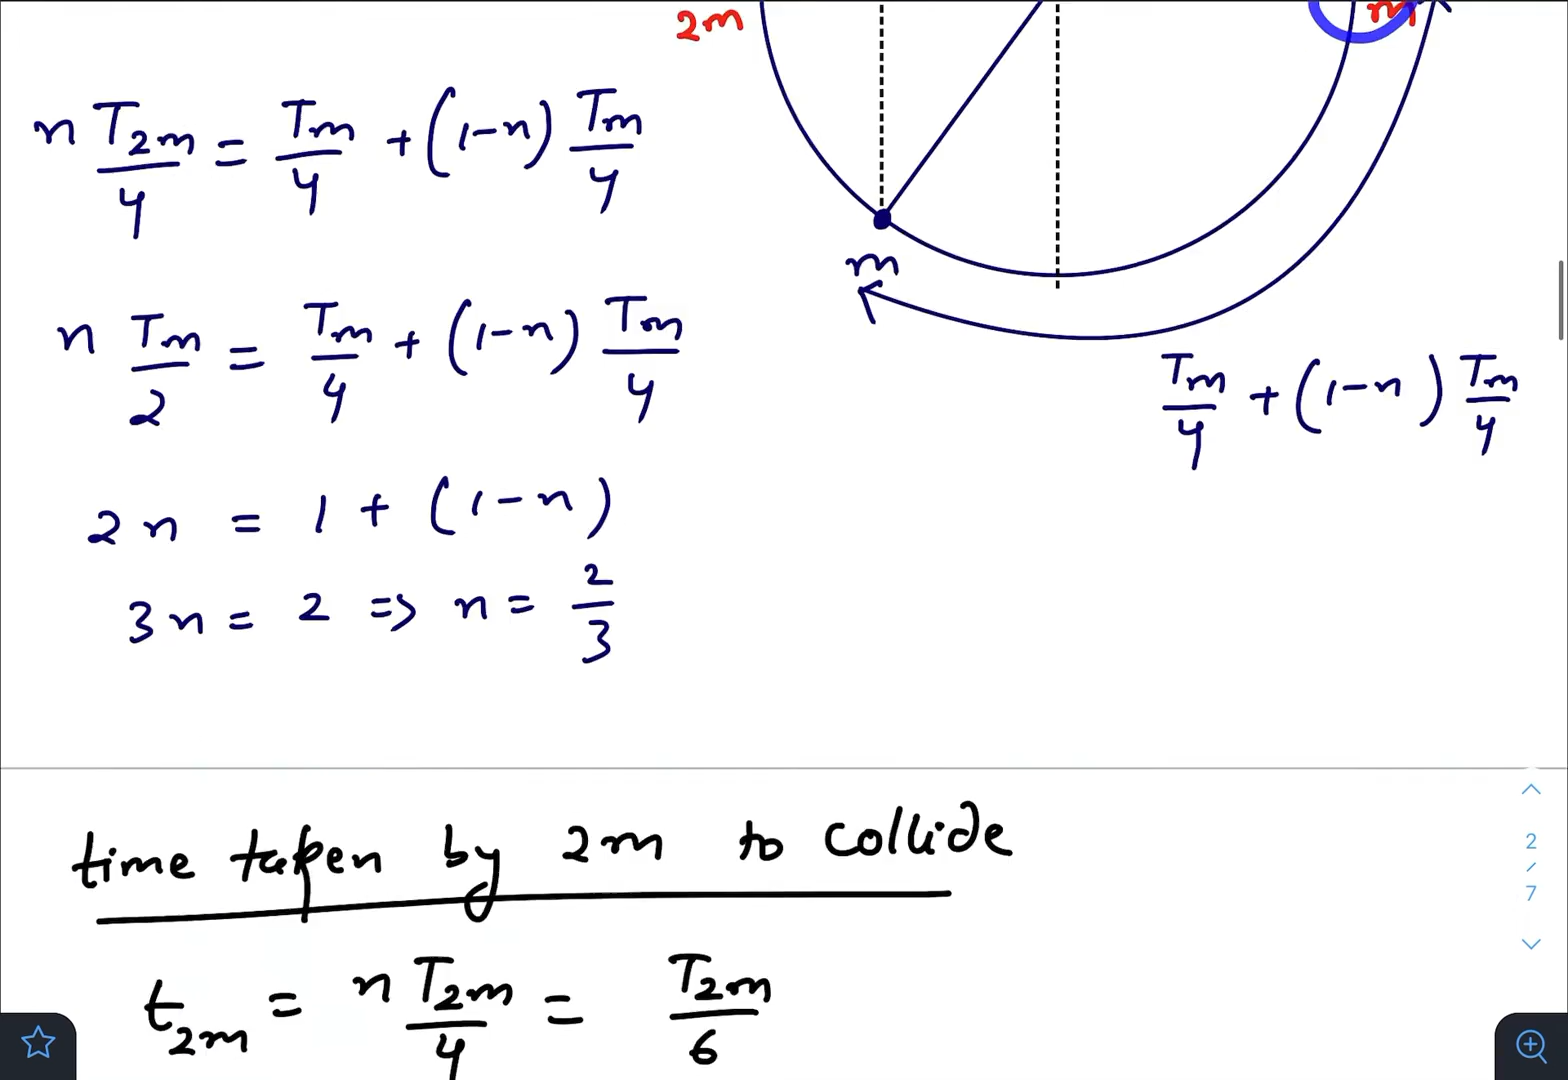 2m
m
n T2m/4 = Tm/4 + (1-n) Tm/4
m
n Tm/2 = Tm/4 + (1-n) Tm/4
Tm/4 + (1-n) Tm/4
2n = 1 + (1-n)
3n = 2 => n = 2/3
time taken by 2m to collide
t2m = n T2m/4 = T2m/6
2
/
7